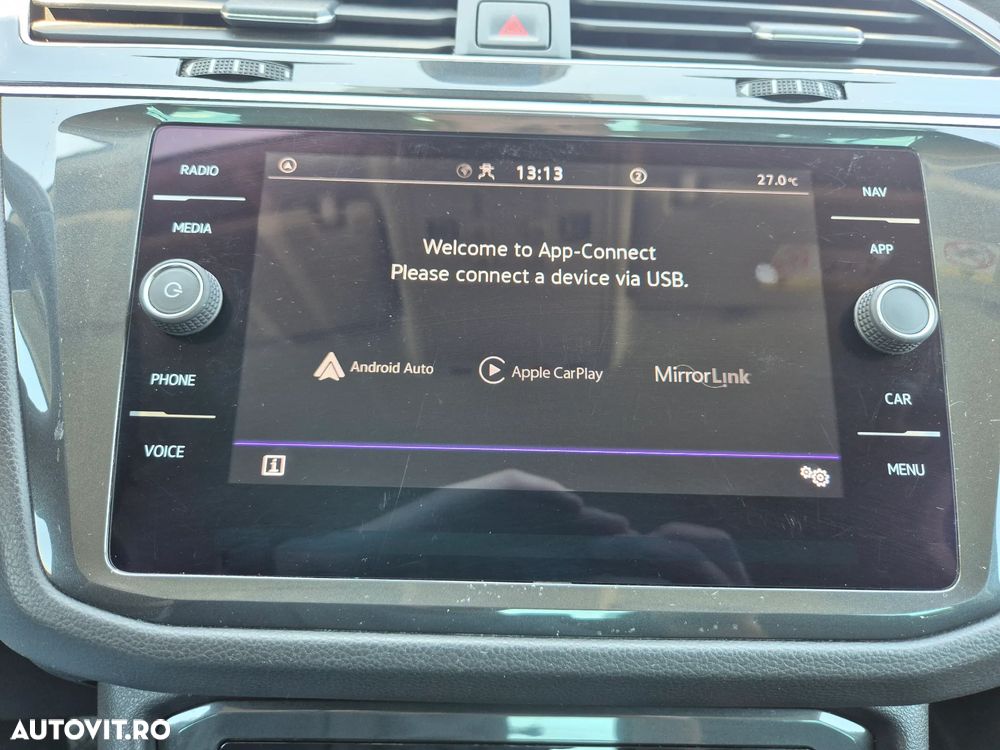 RADIO
MEDIA
PHONE
VOICE
13:13
2
27.0°C
Welcome to App-Connect
Please connect a device via USB.
Android Auto
Apple CarPlay
MirrorLink
i
NAV
APP
CAR
MENU
AUTOVIT.RO